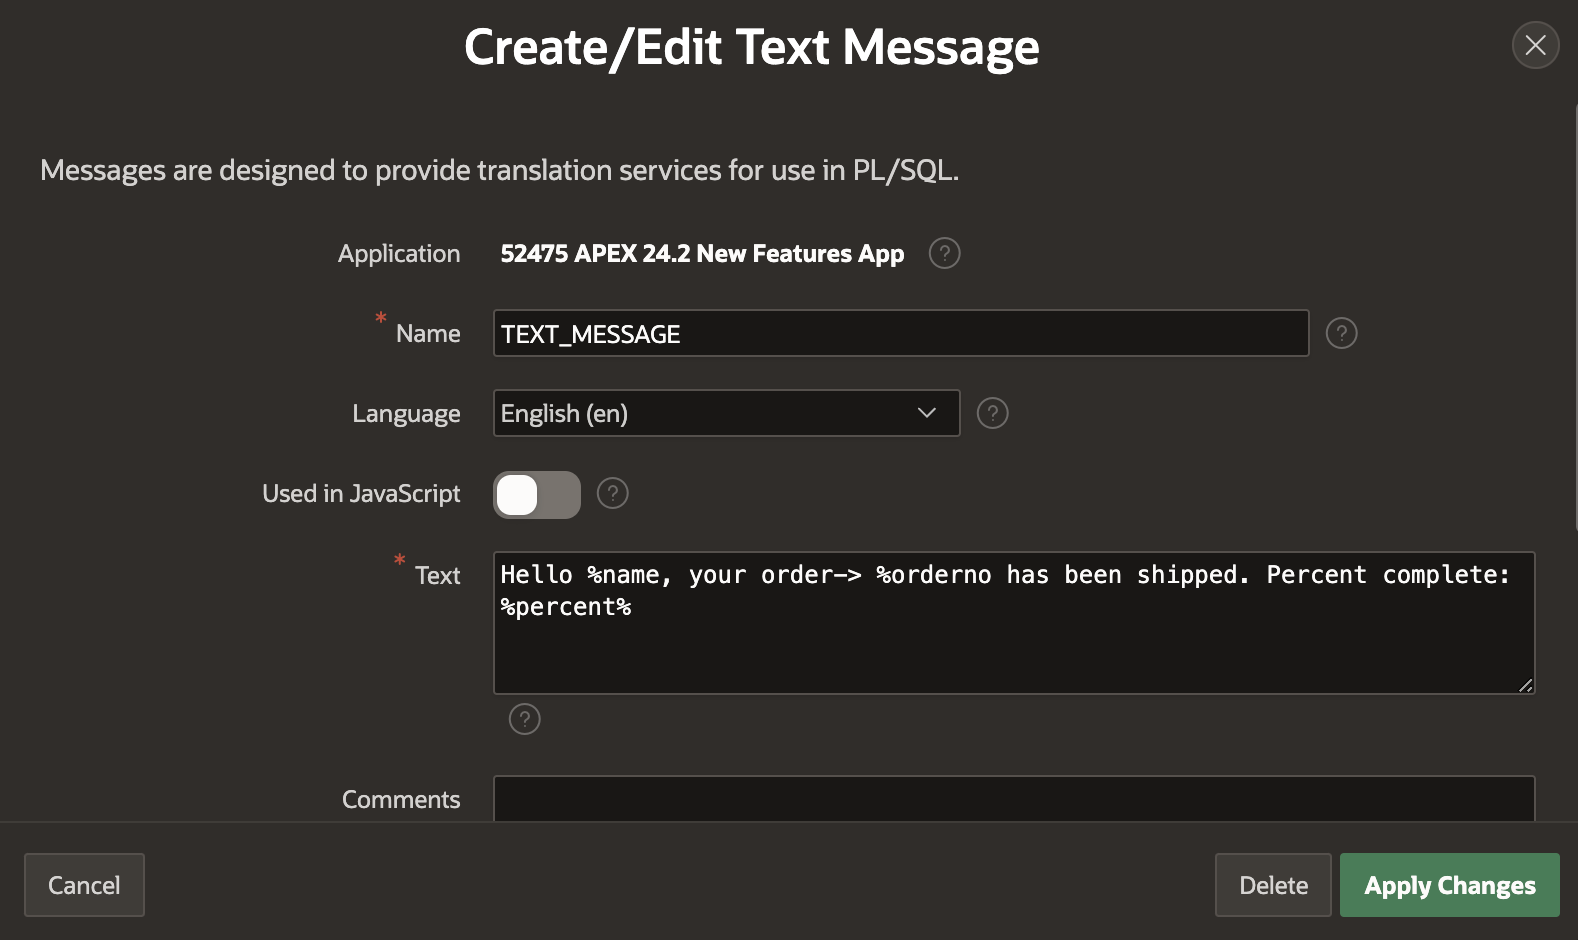 Create/Edit Text Message
Messages are designed to provide translation services for use in PL/SQL.
Application 52475 APEX 24.2 New Features App ?
* Name TEXT_MESSAGE ?
Language English (en) ?
Used in JavaScript ?
* Text Hello %name, your order-> %orderno has been shipped. Percent complete:
%percent%
?
Comments
Cancel Delete Apply Changes